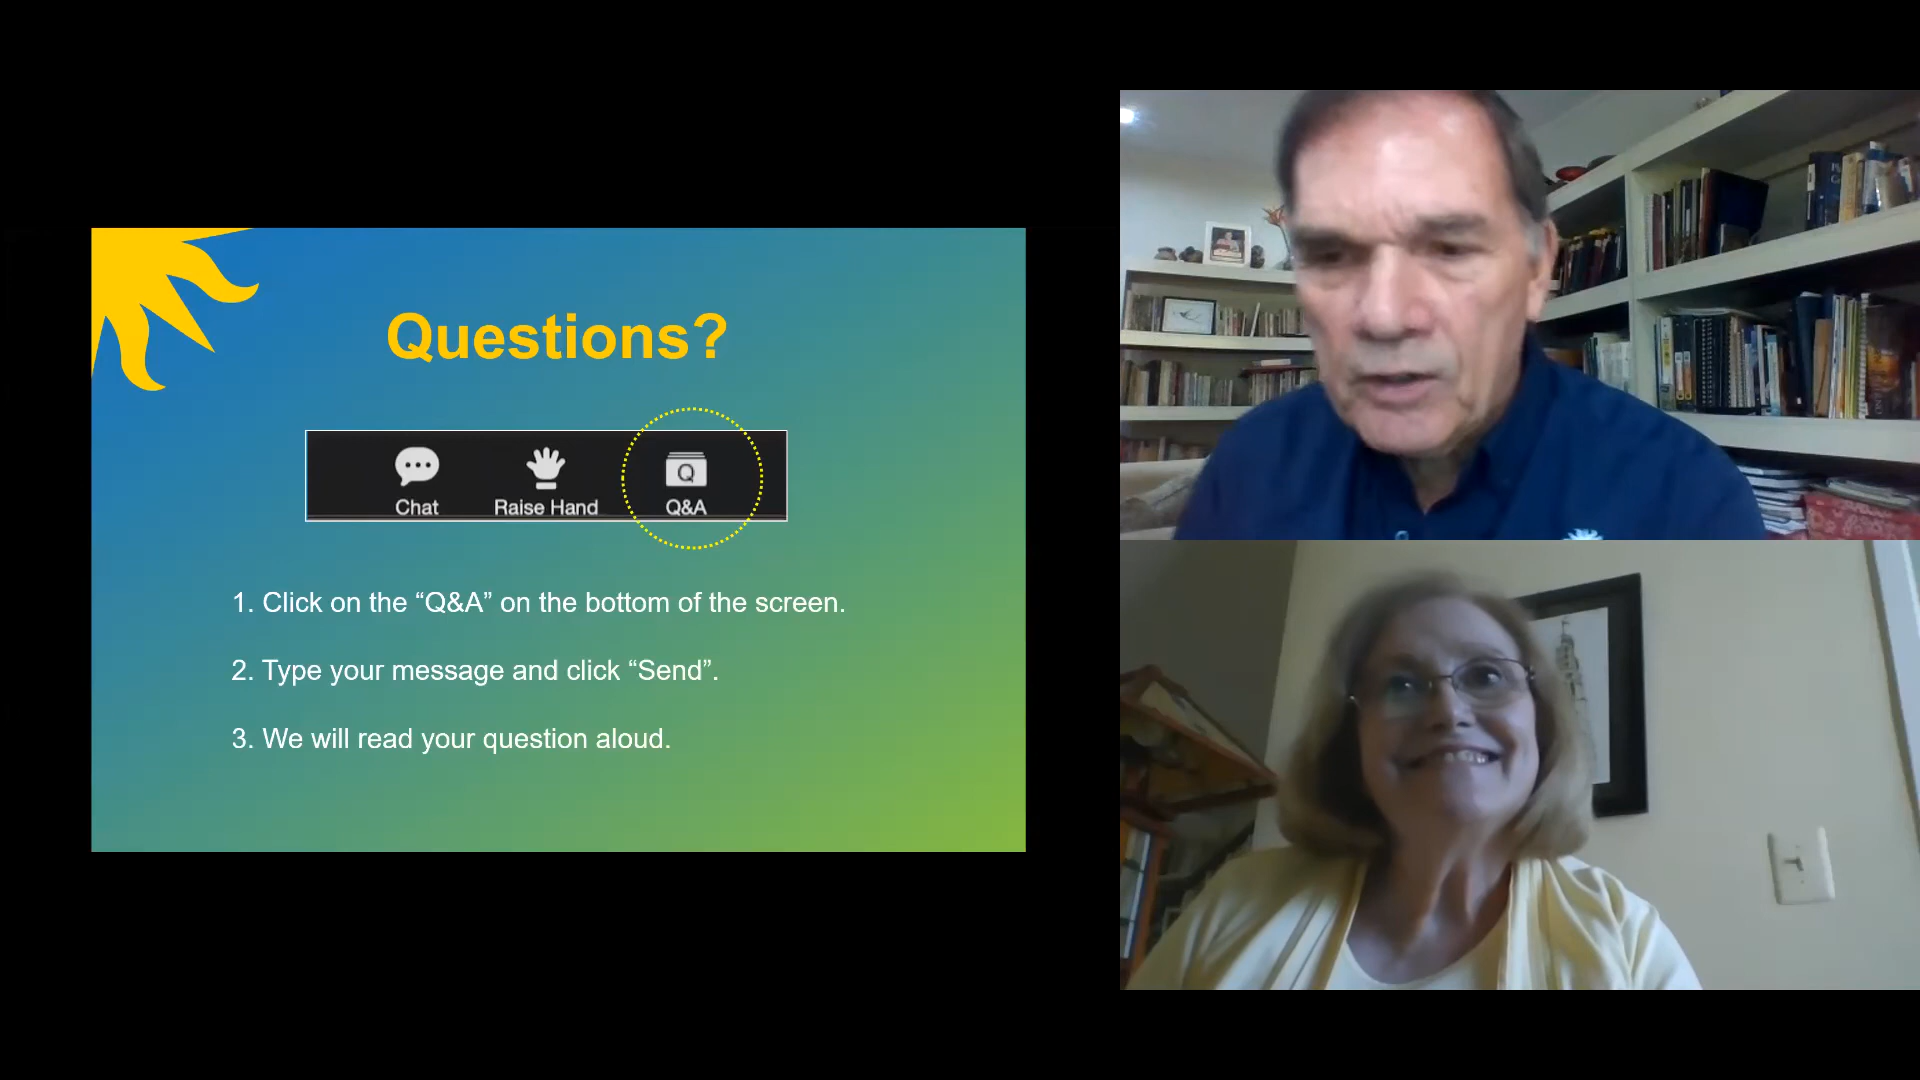 Questions?
Chat
Raise Hand
Q
Q&A
1. Click on the “Q&A” on the bottom of the screen.
2. Type your message and click “Send”.
3. We will read your question aloud.